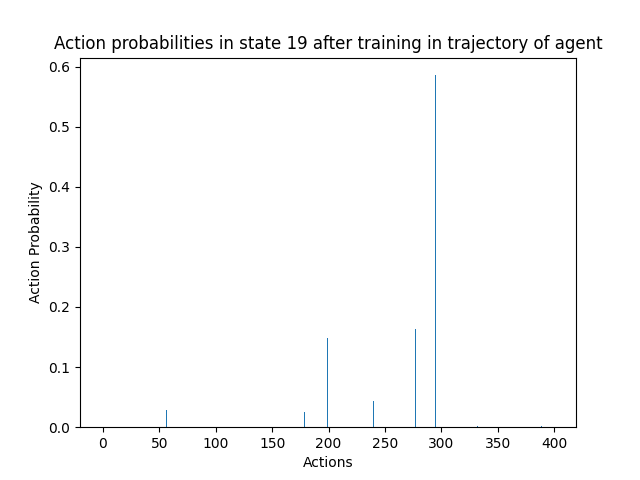 Action probabilities in state 19 after training in trajectory of agent
0.6
0.5
0.4
0.3
0.2
0.1
0.0
Action Probability
0 50 100 150 200 250 300 350 400
Actions